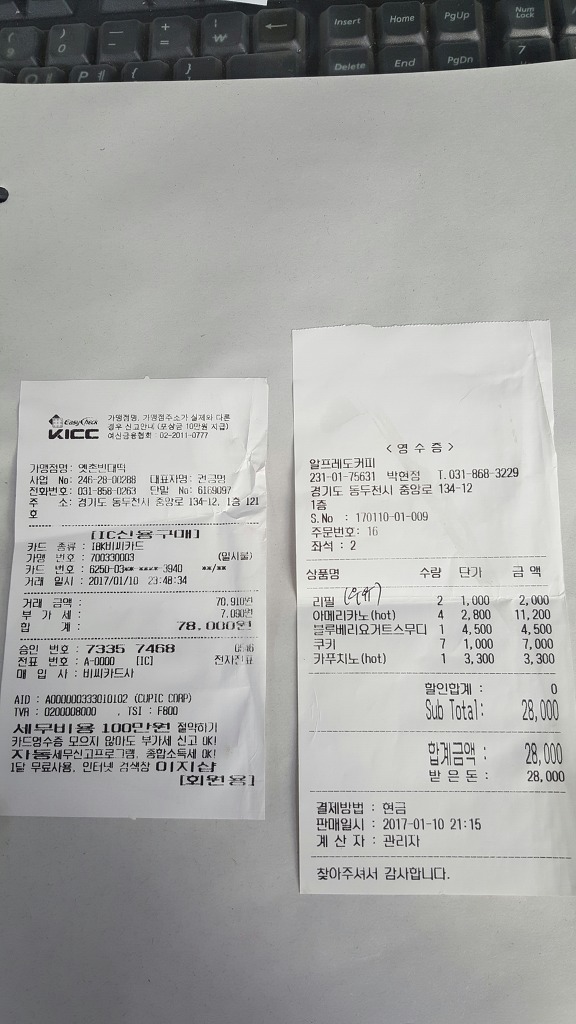 Insert Home PgUp Num Lock
Delete End PgDn 7
9 ) 0 - + = ₩ ←
P ㅔ { [ } ]
EasyCheck
KICC
가맹점명, 가맹점주소가 실제와 다른
경우 신고안내 (포상금 10만원 지급)
여신금융협회 : 02-2011-0777
가맹점명: 옛촌빈대떡
사업 No: 246-28-00288 대표자명:
전화번호: 031-858-0263 단말 No: 6169097
주 소: 경기도 동두천시 중앙로 134-12, 1층 121
호
[IC신용구매]
카드 종류 : IBK비씨카드
가맹 번호 : 700330003 (일시불)
카드 번호 : 6250-03**-****-3940 **/**
거래 일시 : 2017/01/10 23:48:34
거래 금액 : 70,910원
부 가 세 : 7,090원
합 계 : 78,000원
승인 번호 : 7335 7468
전표 번호 : A-0000 [IC] 전자전표
매 입 사 : 비씨카드사
AID : A000000333010102 (CUPIC CORP)
TVR : 0200008000 , TSI : F800
세무비용 100만원 절약하기
카드영수증 모으지 않아도 부가세 신고 OK!
자동세무신고프로그램, 종합소득세 OK!
1달 무료사용, 인터넷 검색창 이지샵
[회원용]
< 영 수 증 >
알프레도커피
231-01-75631 박현정 T.031-868-3229
경기도 동두천시 중앙로 134-12
1층
S.No : 170110-01-009
주문번호: 16
좌석 : 2
상품명 수량 단가 금 액
리필 2 1,000 2,000
아메리카노(hot) 4 2,800 11,200
블루베리요거트스무디 1 4,500 4,500
쿠키 7 1,000 7,000
카푸치노(hot) 1 3,300 3,300
할인합계 : 0
Sub Total: 28,000
합계금액 : 28,000
받 은 돈 : 28,000
결제방법 : 현금
판매일시 : 2017-01-10 21:15
계 산 자 : 관리자
찾아주셔서 감사합니다.